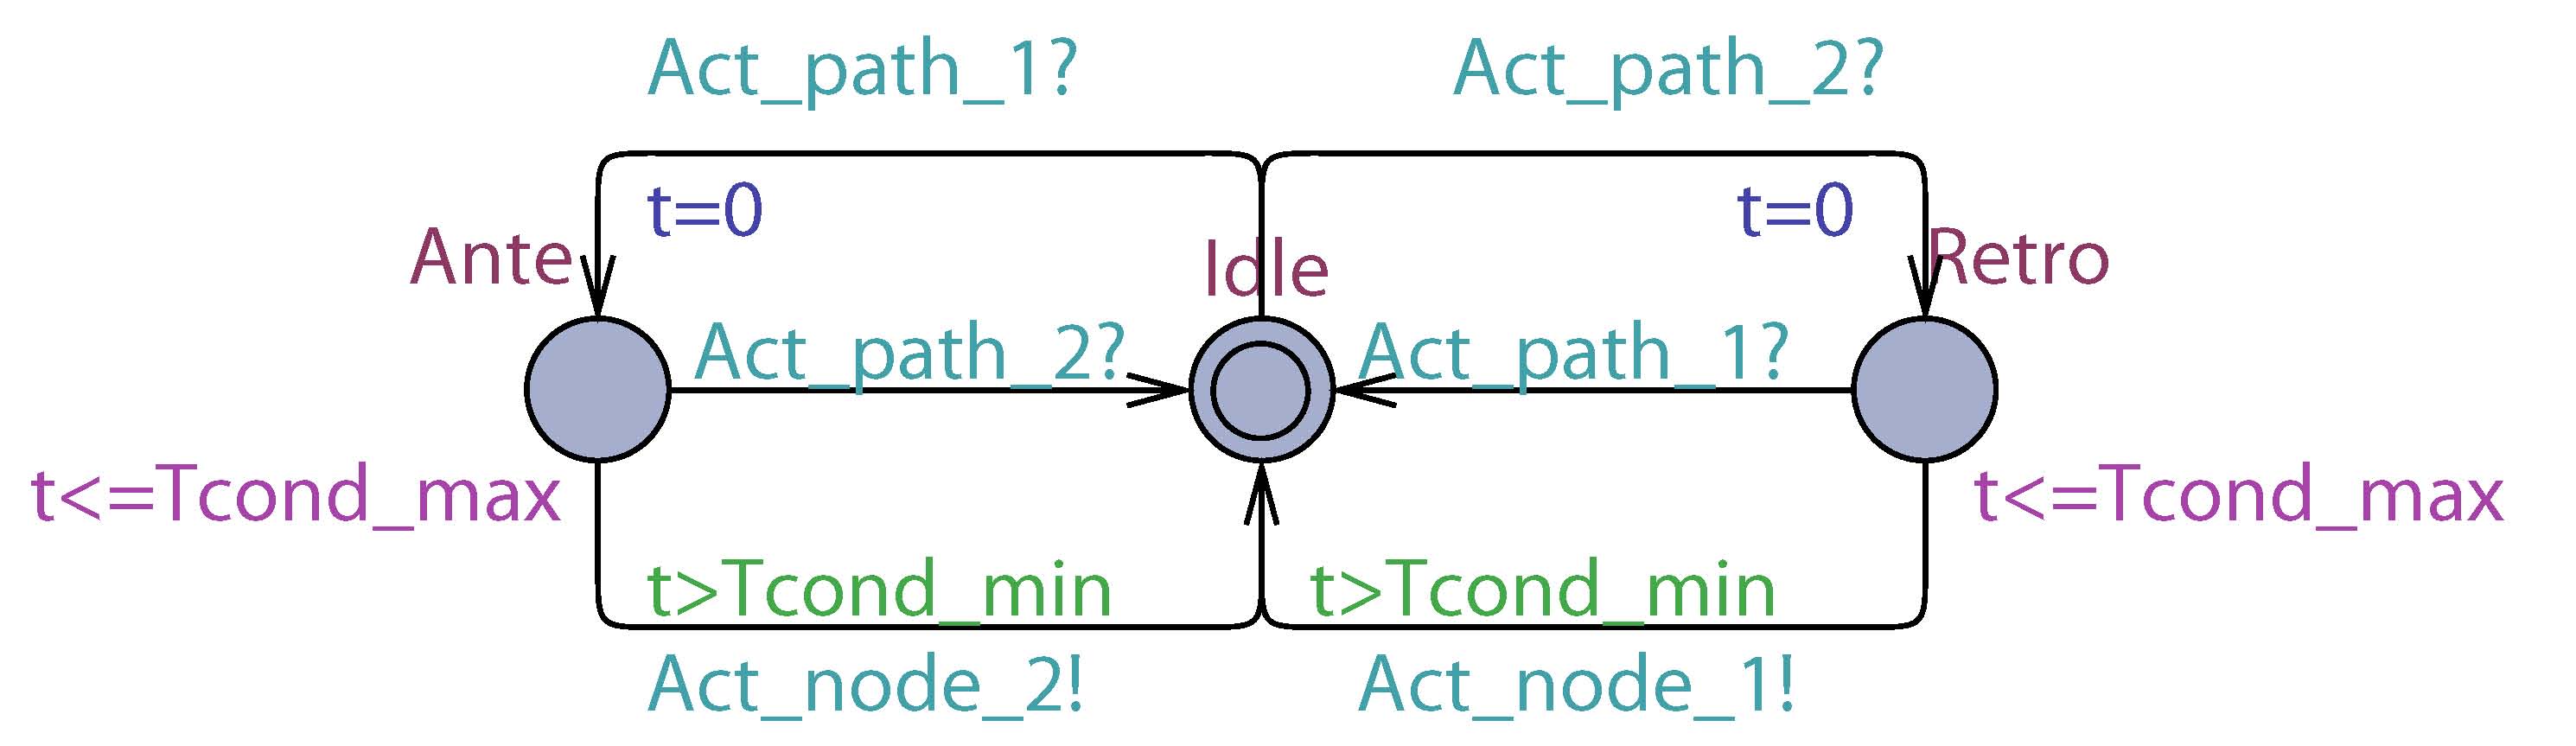 Act_path_1? Act_path_2?
t=0 t=0
Ante Idle Retro
Act_path_2? Act_path_1?
t<=Tcond_max t<=Tcond_max
t>Tcond_min t>Tcond_min
Act_node_2! Act_node_1!